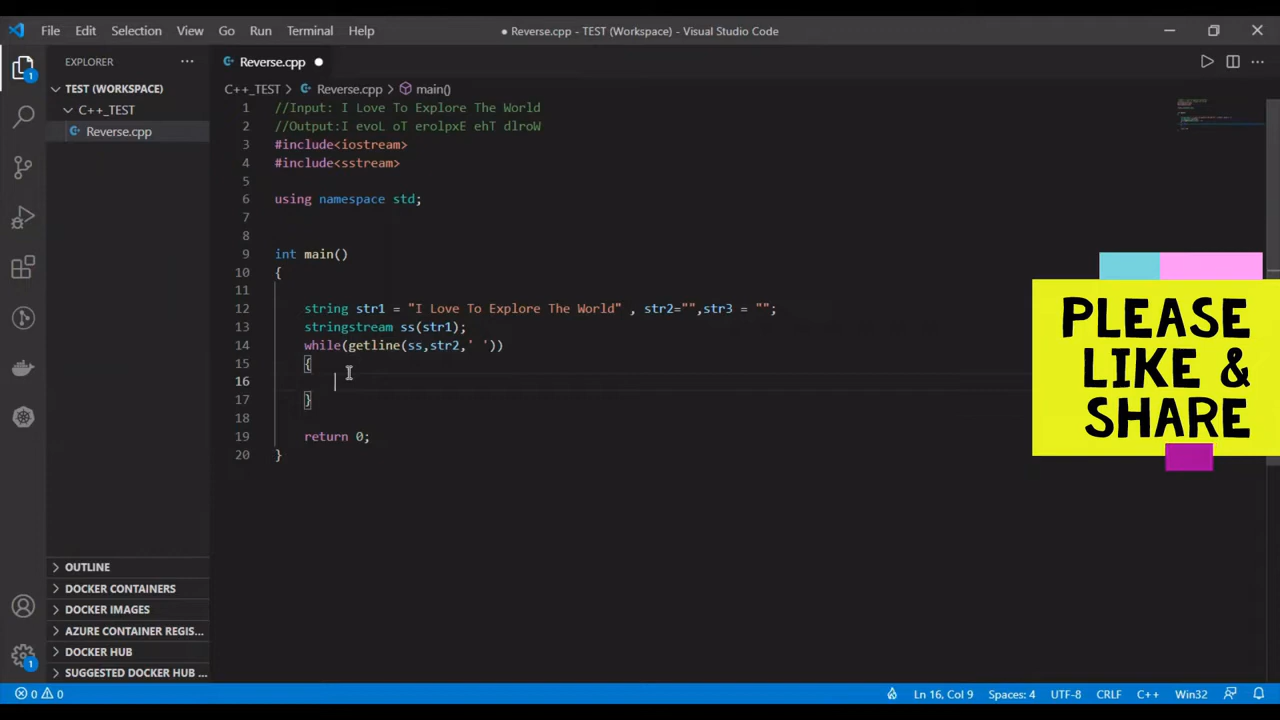 File Edit Selection View Go Run Terminal Help
● Reverse.cpp - TEST (Workspace) - Visual Studio Code
EXPLORER
Reverse.cpp
TEST (WORKSPACE)
C++_TEST
Reverse.cpp
C++_TEST > Reverse.cpp > main()
1 //Input: I Love To Explore The World
2 //Output:I evoL oT erolpxE ehT dlroW
3 #include<iostream>
4 #include<sstream>
5
6 using namespace std;
7
8
9 int main()
10 {
11
12 string str1 = "I Love To Explore The World" , str2="",str3 = "";
13 stringstream ss(str1);
14 while(getline(ss,str2,' '))
15 {
16
17 }
18
19 return 0;
20 }
PLEASE
LIKE &
SHARE
OUTLINE
DOCKER CONTAINERS
DOCKER IMAGES
AZURE CONTAINER REGIS...
DOCKER HUB
SUGGESTED DOCKER HUB ...
1
1
0 0 Ln 16, Col 9 Spaces: 4 UTF-8 CRLF C++ Win32